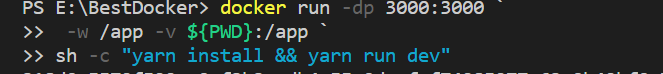 PS E:\BestDocker> docker run -dp 3000:3000 `
>> -w /app -v ${PWD}:/app `
>> sh -c "yarn install && yarn run dev"